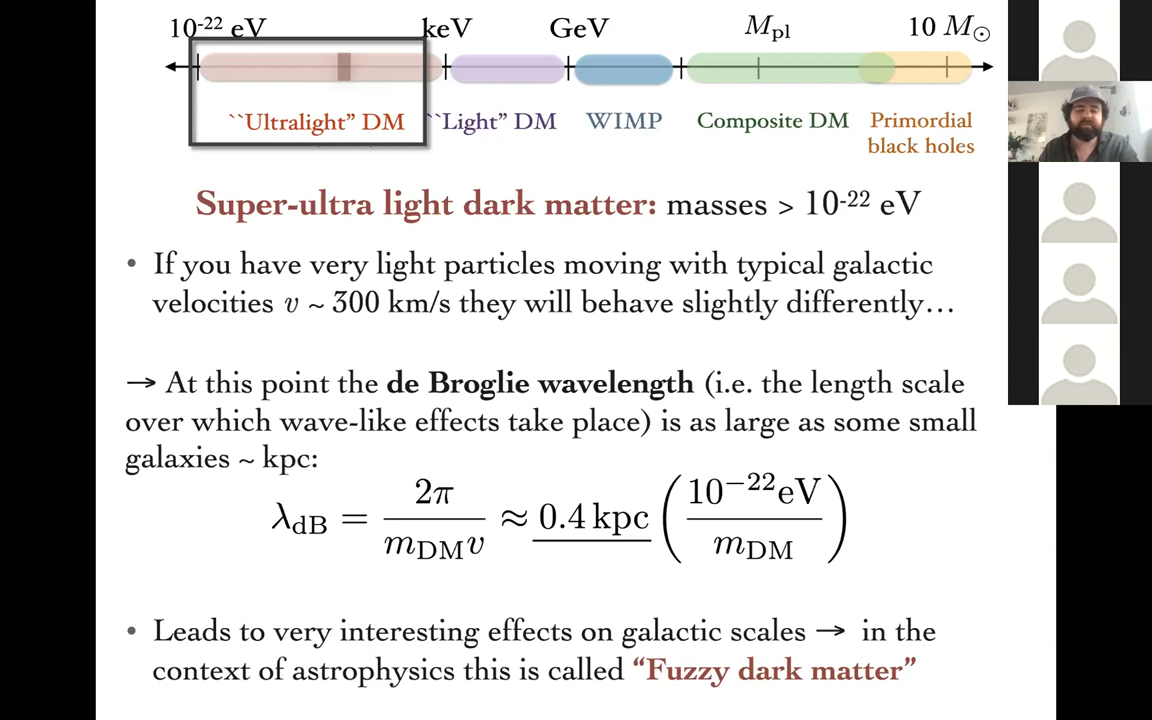 10-22 eV keV GeV Mpl 10 M⊙
``Ultralight” DM ``Light” DM WIMP Composite DM Primordial
black holes
Super-ultra light dark matter: masses > 10-22 eV
• If you have very light particles moving with typical galactic
velocities v ~ 300 km/s they will behave slightly differently…
→ At this point the de Broglie wavelength (i.e. the length scale
over which wave-like effects take place) is as large as some small
galaxies ~ kpc:
λdB = 2π / mDMv ≈ 0.4 kpc (10−22eV / mDM)
• Leads to very interesting effects on galactic scales → in the
context of astrophysics this is called “Fuzzy dark matter”